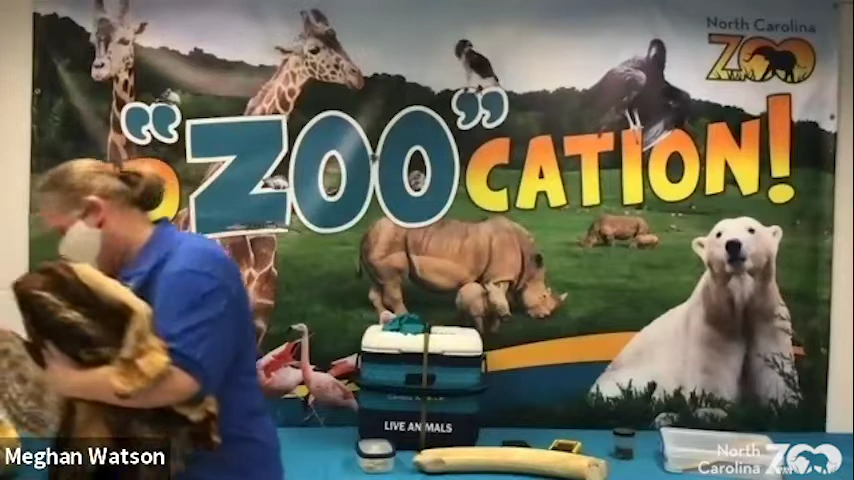 North Carolina
ZOO
“ZOO”CATION!
LIVE ANIMALS
Meghan Watson
North
Carolina ZOO